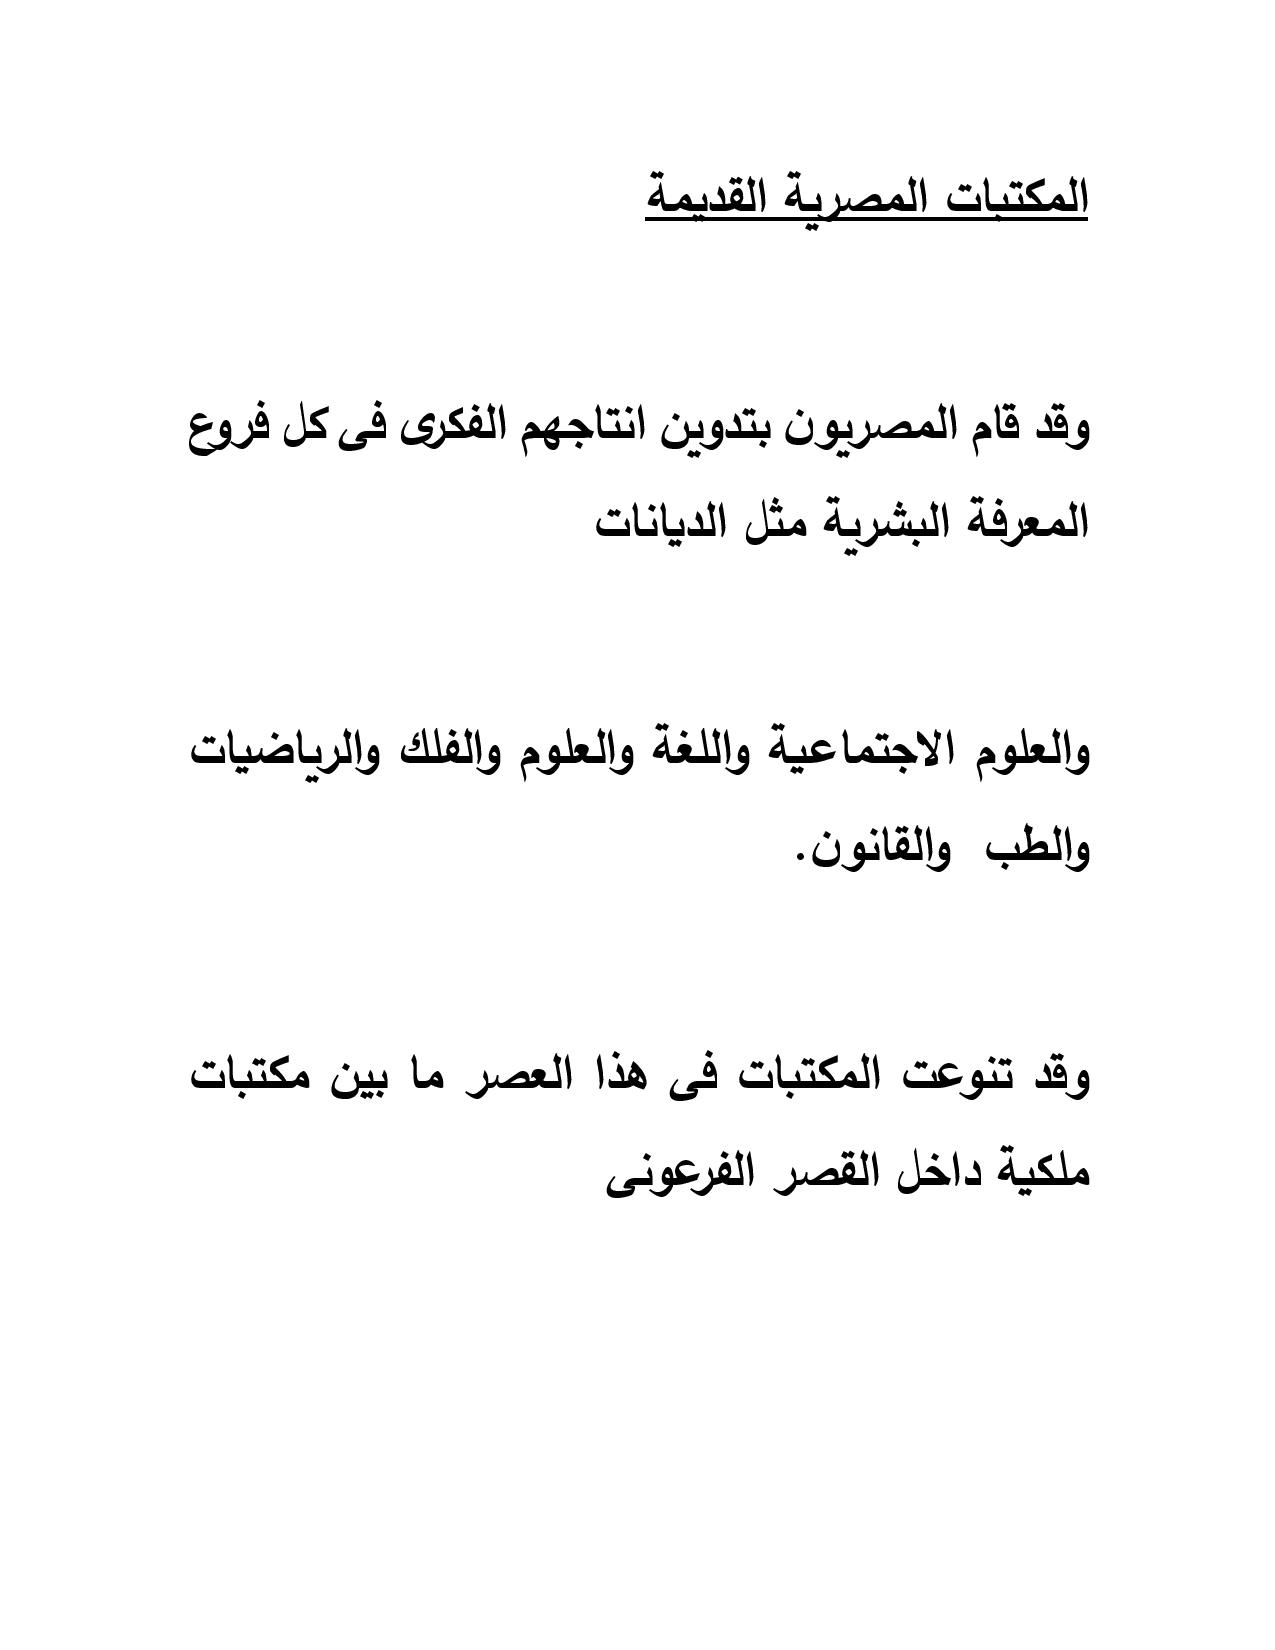 المكتبات المصرية القديمة
وقد قام المصريون بتدوين انتاجهم الفكرى فى كل فروع
المعرفة البشرية مثل الديانات
والعلوم الاجتماعية واللغة والعلوم والفلك والرياضيات
والطب والقانون.
وقد تنوعت المكتبات فى هذا العصر ما بين مكتبات
ملكية داخل القصر الفرعونى